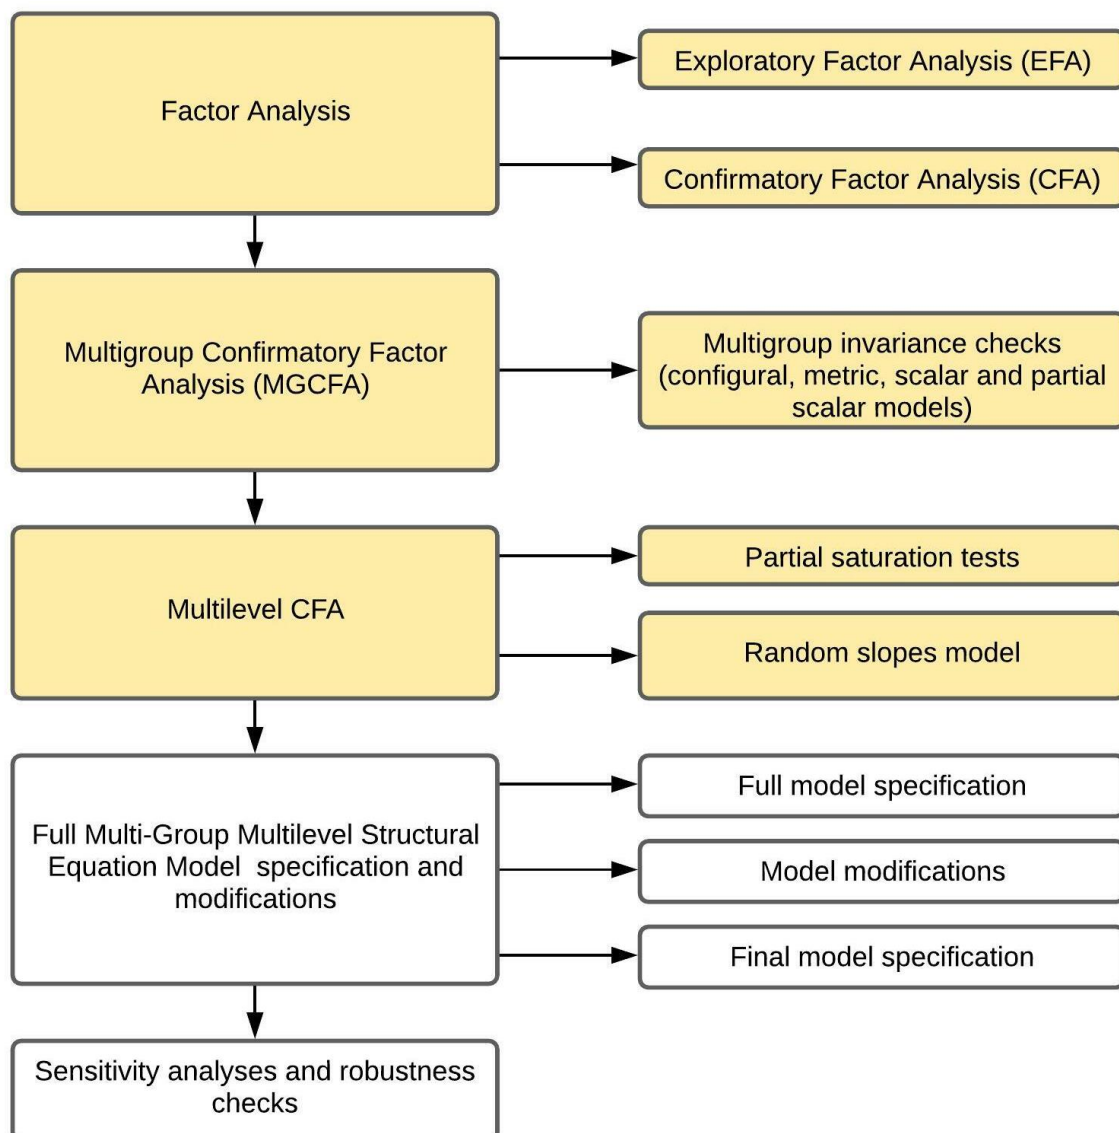 Factor Analysis
Exploratory Factor Analysis (EFA)
Confirmatory Factor Analysis (CFA)
Multigroup Confirmatory Factor
Analysis (MGCFA)
Multigroup invariance checks
(configural, metric, scalar and partial
scalar models)
Multilevel CFA
Partial saturation tests
Random slopes model
Full Multi-Group Multilevel Structural
Equation Model specification and
modifications
Full model specification
Model modifications
Final model specification
Sensitivity analyses and robustness
checks